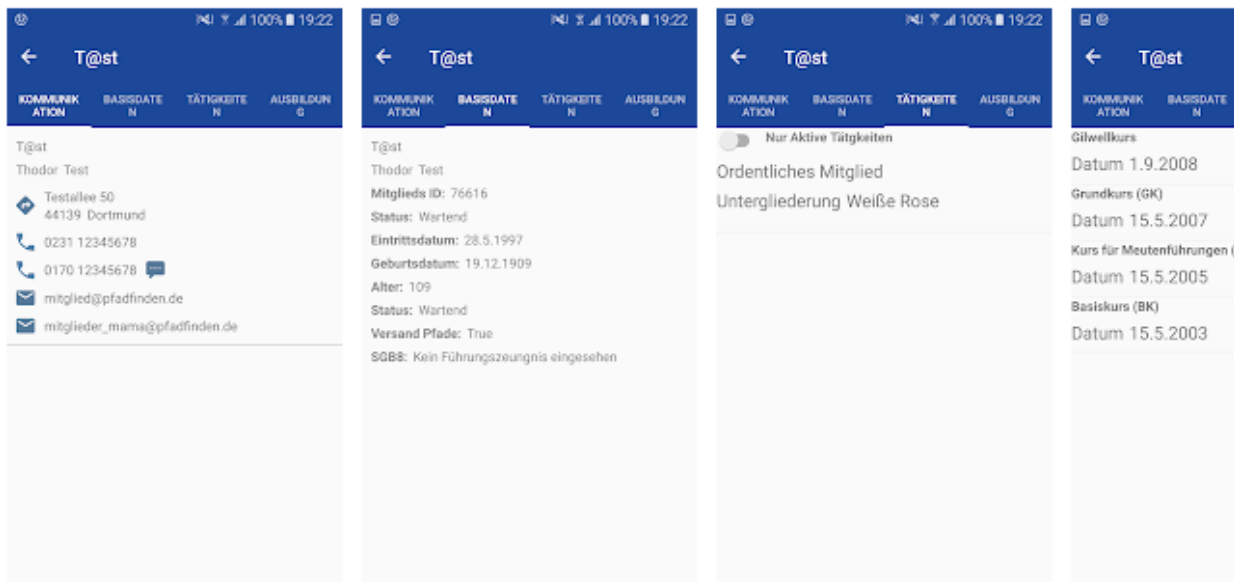 100% 19:22
T@st
KOMMUNIK
ATION
BASISDATE
N
TÄTIGKEITE
N
AUSBILDUN
G
T@st
Thodor Test
Testallee 50
44139 Dortmund
0231 12345678
0170 12345678
mitglied@pfadfinden.de
mitglieder_mama@pfadfinden.de
100% 19:22
T@st
KOMMUNIK
ATION
BASISDATE
N
TÄTIGKEITE
N
AUSBILDUN
G
T@st
Thodor Test
Mitglieds ID: 76616
Status: Wartend
Eintrittsdatum: 28.5.1997
Geburtsdatum: 19.12.1909
Alter: 109
Status: Wartend
Versand Pfade: True
SGB8: Kein Führungszeungnis eingesehen
100% 19:22
T@st
KOMMUNIK
ATION
BASISDATE
N
TÄTIGKEITEN
N
AUSBILDUN
G
Nur Aktive Tätgkeiten
Ordentliches Mitglied
Untergliederung Weiße Rose
T@st
KOMMUNIK
ATION
BASISDATE
N
Gilwellkurs
Datum 1.9.2008
Grundkurs (GK)
Datum 15.5.2007
Kurs für Meutenführungen (
Datum 15.5.2005
Basiskurs (BK)
Datum 15.5.2003